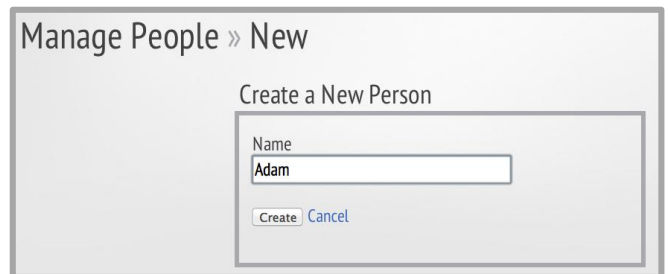 Manage People » New
Create a New Person
Name
Adam
Create Cancel